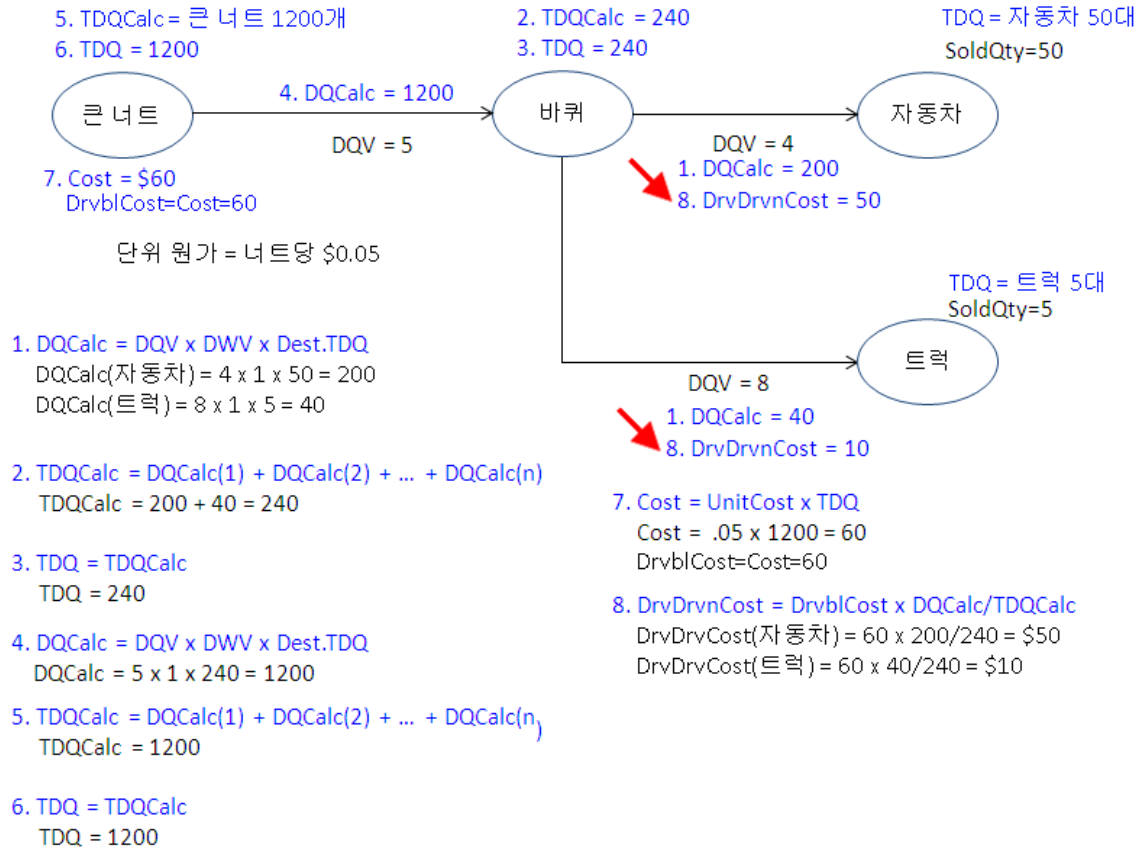 5. TDQCalc = 큰 너트 1200개
6. TDQ = 1200
2. TDQCalc = 240
3. TDQ = 240
TDQ = 자동차 50대
SoldQty=50
큰 너트
4. DQCalc = 1200
DQV = 5
바퀴
DQV = 4
1. DQCalc = 200
8. DrvDrvnCost = 50
자동차
7. Cost = $60
DrvblCost=Cost=60
단위 원가 = 너트당 $0.05
TDQ = 트럭 5대
SoldQty=5
트럭
DQV = 8
1. DQCalc = 40
8. DrvDrvnCost = 10
1. DQCalc = DQV x DWV x Dest.TDQ
DQCalc(자동차) = 4 x 1 x 50 = 200
DQCalc(트럭) = 8 x 1 x 5 = 40
2. TDQCalc = DQCalc(1) + DQCalc(2) + ... + DQCalc(n)
TDQCalc = 200 + 40 = 240
3. TDQ = TDQCalc
TDQ = 240
4. DQCalc = DQV x DWV x Dest.TDQ
DQCalc = 5 x 1 x 240 = 1200
5. TDQCalc = DQCalc(1) + DQCalc(2) + ... + DQCalc(n)
TDQCalc = 1200
6. TDQ = TDQCalc
TDQ = 1200
7. Cost = UnitCost x TDQ
Cost = .05 x 1200 = 60
DrvblCost=Cost=60
8. DrvDrvnCost = DrvblCost x DQCalc/TDQCalc
DrvDrvCost(자동차) = 60 x 200/240 = $50
DrvDrvCost(트럭) = 60 x 40/240 = $10